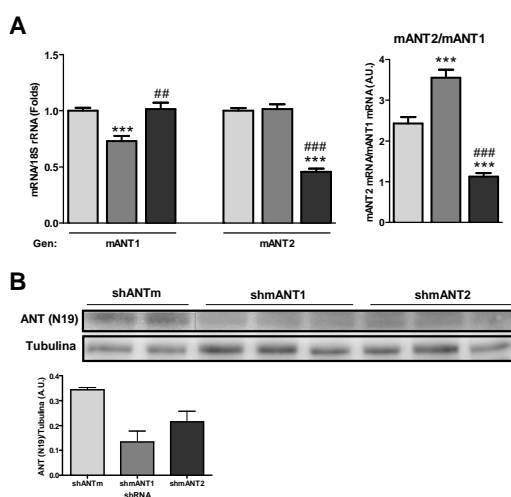 A
mANT2/mANT1
mRNA/18S rRNA (Folds)
1.5
1.0
0.5
0.0
***
##
###
***
Gen:
mANT1
mANT2
mANT2 mRNA/mANT1 mRNA (A.U.)
4
3
2
1
0
***
###
***
B
shANTm
shmANT1
shmANT2
ANT (N19)
Tubulina
ANT (N19)/Tubulina (A.U.)
0.4
0.3
0.2
0.1
0.0
shANTm
shmANT1
shmANT2
shRNA